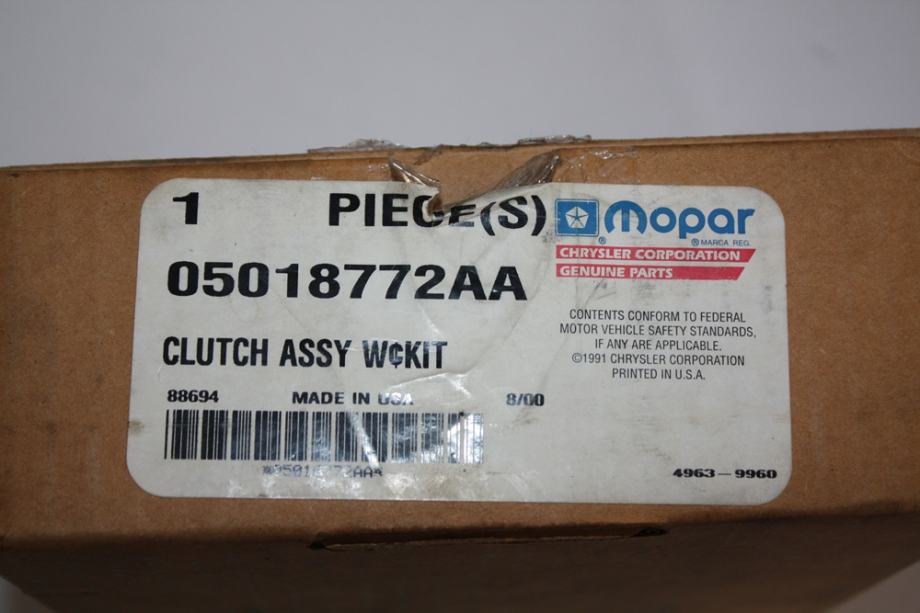 1 PIECE(S)
05018772AA
CLUTCH ASSY W¢KIT
88694 MADE IN USA 8/00
*05018772AA*
Mopar
® ® MARCA REG.
CHRYSLER CORPORATION
GENUINE PARTS
CONTENTS CONFORM TO FEDERAL
MOTOR VEHICLE SAFETY STANDARDS,
IF ANY ARE APPLICABLE.
©1991 CHRYSLER CORPORATION
PRINTED IN U.S.A.
4963-9960